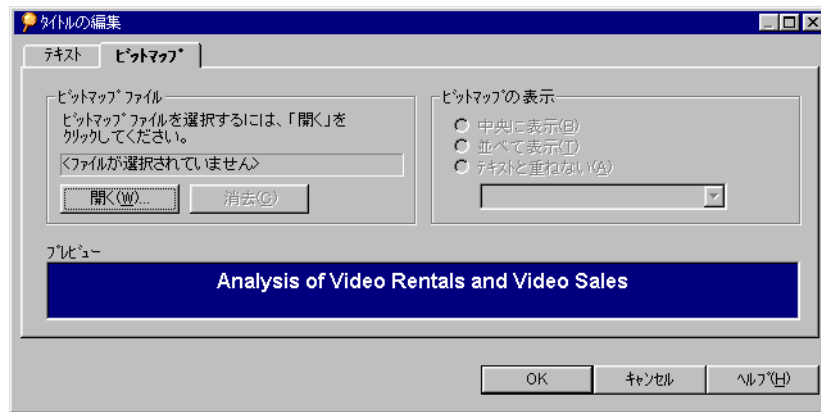 タイトルの編集
テキスト
ビットマップ
ビットマップ ファイル
ビットマップ ファイルを選択するには、「開く」を
クリックしてください。
<ファイルが選択されていません>
開く(W)...
消去(C)
ビットマップの表示
中央に表示(B)
並べて表示(T)
テキストと重ねない(A)
プレビュー
Analysis of Video Rentals and Video Sales
OK
キャンセル
ヘルプ(H)